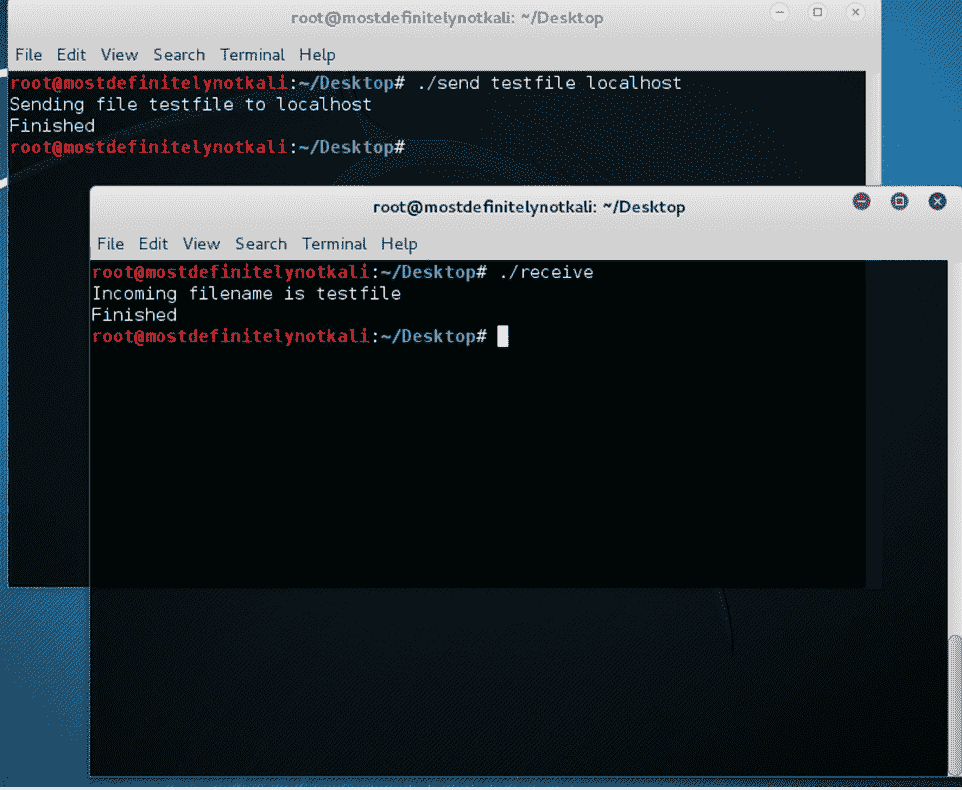 root@mostdefinitelynotkali: ~/Desktop
File Edit View Search Terminal Help
root@mostdefinitelynotkali:~/Desktop# ./send testfile localhost
Sending file testfile to localhost
Finished
root@mostdefinitelynotkali:~/Desktop#
root@mostdefinitelynotkali: ~/Desktop
File Edit View Search Terminal Help
root@mostdefinitelynotkali:~/Desktop# ./receive
Incoming filename is testfile
Finished
root@mostdefinitelynotkali:~/Desktop#